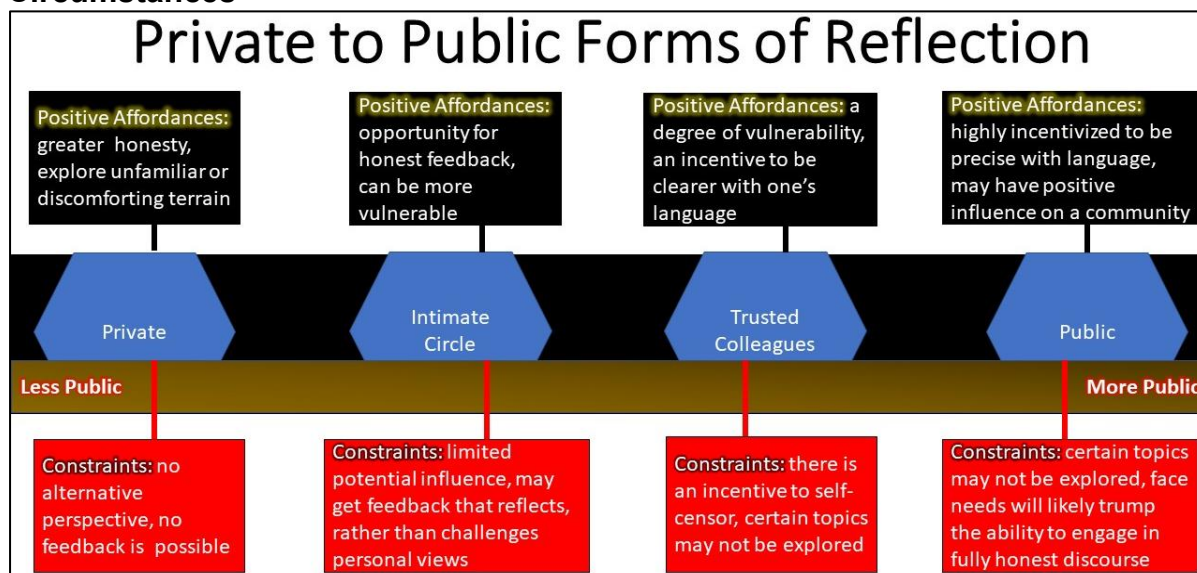 Circumstances
Private to Public Forms of Reflection
Positive Affordances:
greater honesty,
explore unfamiliar or
discomforting terrain
Positive Affordances:
opportunity for
honest feedback,
can be more
vulnerable
Positive Affordances: a
degree of vulnerability,
an incentive to be
clearer with one's
language
Positive Affordances:
highly incentivized to be
precise with language,
may have positive
influence on a community
Private
Intimate
Circle
Trusted
Colleagues
Public
Less Public
More Public
Constraints: no
alternative
perspective, no
feedback is possible
Constraints: limited
potential influence, may
get feedback that reflects,
rather than challenges
personal views
Constraints: there is
an incentive to self-
censor, certain topics
may not be explored
Constraints: certain topics
may not be explored, face
needs will likely trump
the ability to engage in
fully honest discourse